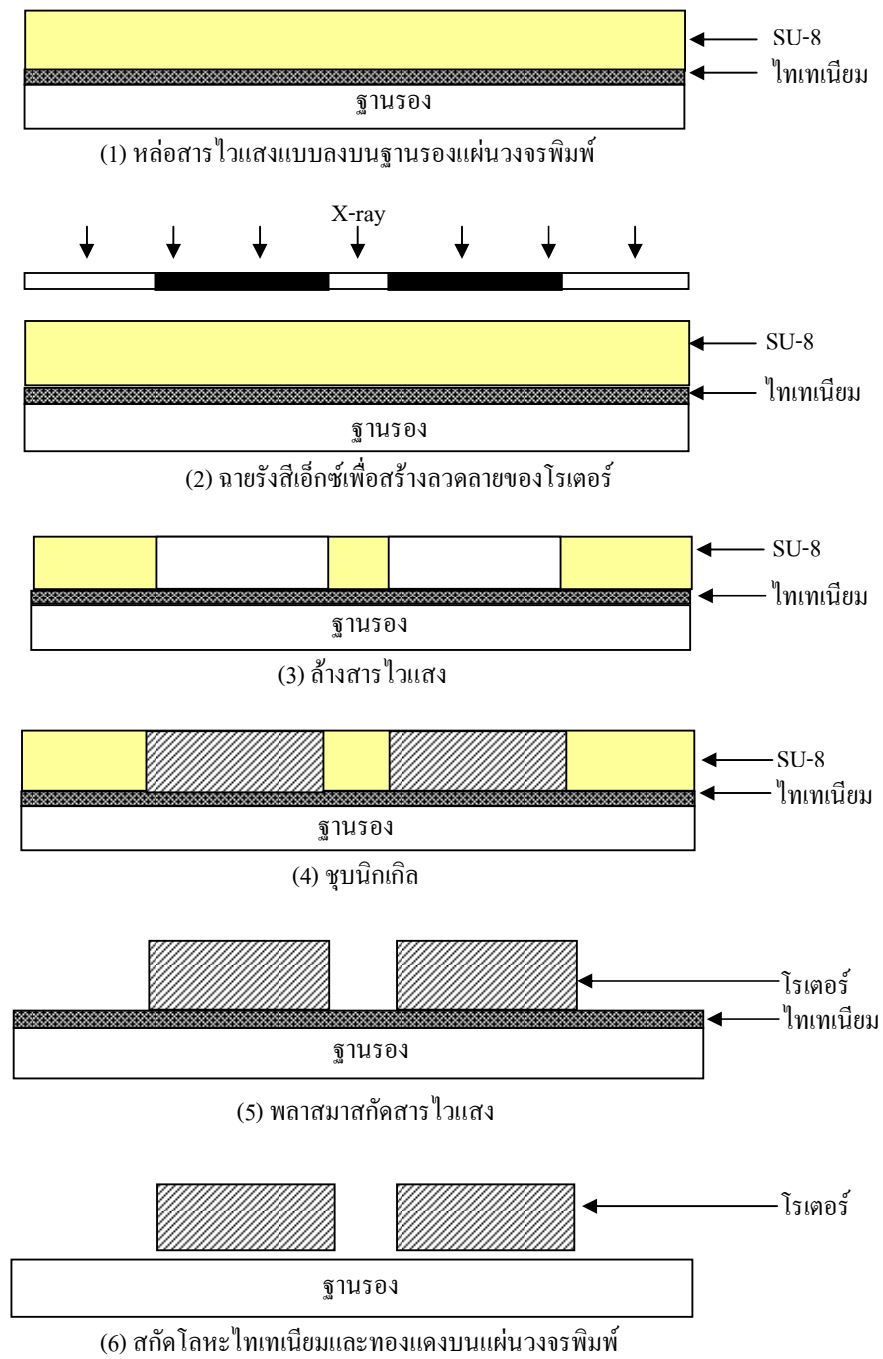 SU-8
ไทเทเนียม
ฐานรอง
(1) หล่อสารไวแสงแบบลงบนฐานรองแผ่นวงจรพิมพ์
X-ray
SU-8
ไทเทเนียม
ฐานรอง
(2) ฉายรังสีเอ็กซ์เพื่อสร้างลวดลายของโรเตอร์
SU-8
ไทเทเนียม
ฐานรอง
(3) ล้างสารไวแสง
SU-8
ไทเทเนียม
ฐานรอง
(4) ชุบนิกเกิล
โรเตอร์
ไทเทเนียม
ฐานรอง
(5) พลาสมาสกัดสารไวแสง
โรเตอร์
ฐานรอง
(6) สกัดโลหะไทเทเนียมและทองแดงบนแผ่นวงจรพิมพ์